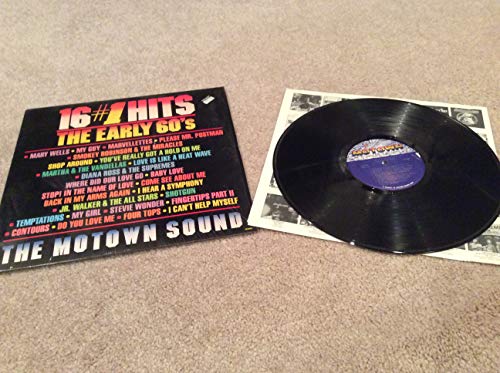 16 #1 HITS
THE EARLY 60'S
• MARY WELLS • MY GUY • MARVELLETTES • PLEASE MR. POSTMAN
• SMOKEY ROBINSON & THE MIRACLES
SHOP AROUND • YOU'VE REALLY GOT A HOLD ON ME
• MARTHA & THE VANDELLAS • LOVE IS LIKE A HEAT WAVE
• DIANA ROSS & THE SUPREMES
WHERE DID OUR LOVE GO • BABY LOVE
STOP IN THE NAME OF LOVE • COME SEE ABOUT ME
BACK IN MY ARMS AGAIN • I HEAR A SYMPHONY
• JR. WALKER & THE ALL STARS • SHOTGUN
• STEVIE WONDER • FINGERTIPS PART II
• TEMPTATIONS • MY GIRL • FOUR TOPS • I CAN'T HELP MYSELF
• CONTOURS • DO YOU LOVE ME
THE MOTOWN SOUND
MOTOWN